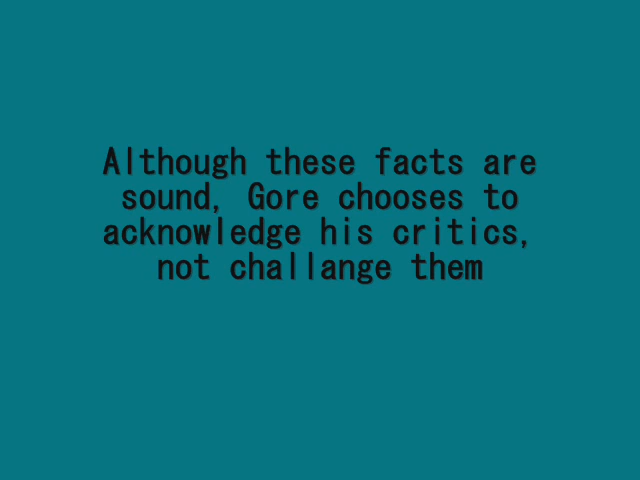 Although these facts are
sound, Gore chooses to
acknowledge his critics,
not challange them